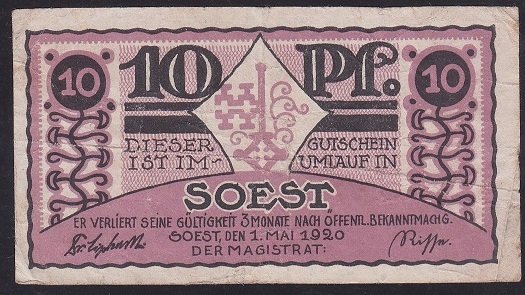 10 Pf.
10 10
DIESER GUTSCHEIN
IST IM- UMLAUF IN
SOEST
ER VERLIERT SEINE GÜLTIGKEIT 3 MONATE NACH ÖFFENTL. BEKANNTMACHG.
SOEST, DEN 1. MAI 1920
DER MAGISTRAT: